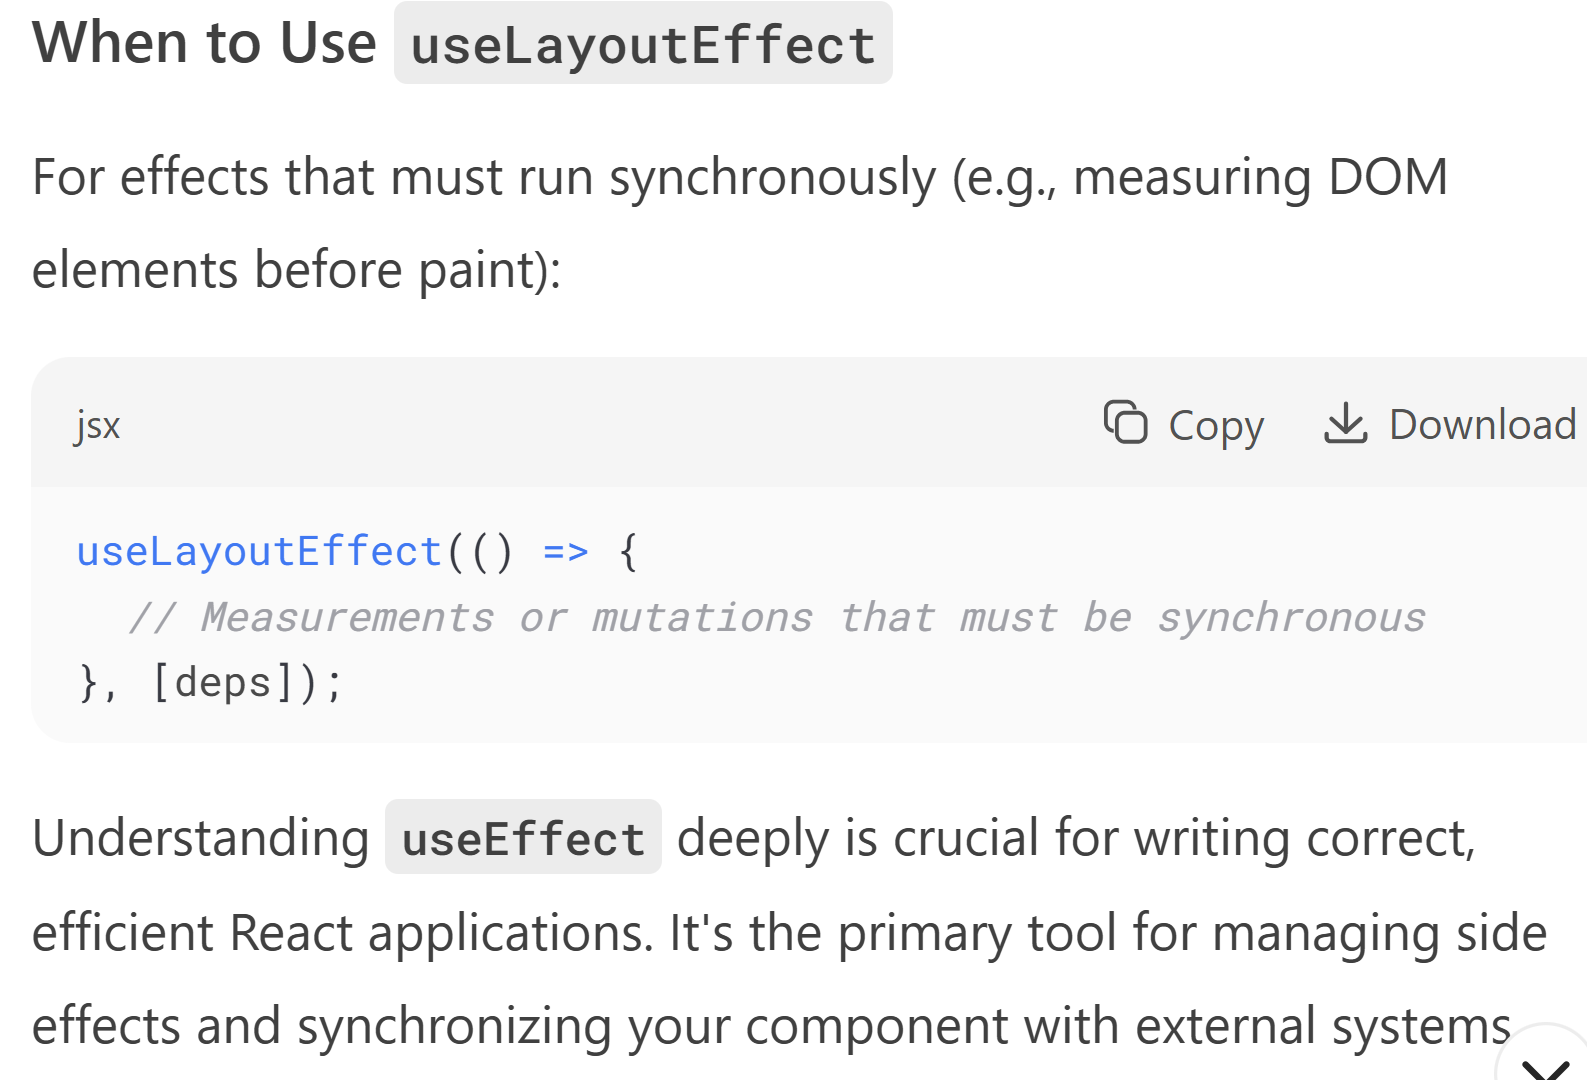 When to Use useLayoutEffect
For effects that must run synchronously (e.g., measuring DOM
elements before paint):
jsx Copy Download
useLayoutEffect(() => {
  // Measurements or mutations that must be synchronous
}, [deps]);
Understanding useEffect deeply is crucial for writing correct,
efficient React applications. It's the primary tool for managing side
effects and synchronizing your component with external systems